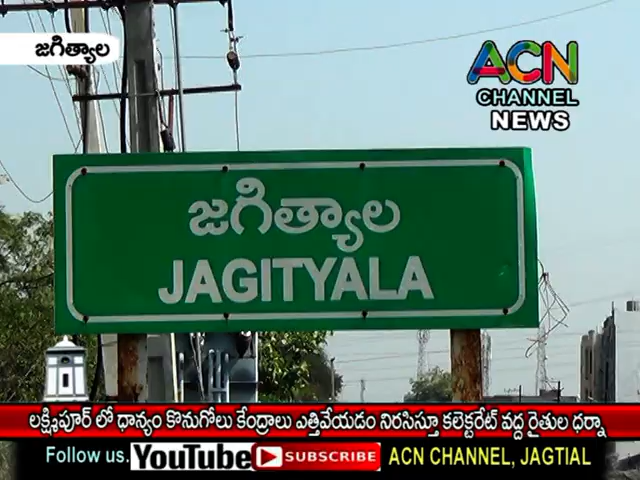 జగిత్యాల
ACN
CHANNEL
NEWS
జగిత్యాల
JAGITYALA
లక్ష్మిపూర్ లో ధాన్యం కొనుగోలు కేంద్రాలు ఎత్తివేయడం నిరసిస్తూ కలెక్టరేట్ వద్ద రైతుల ధర్నా
Follow us. YouTube SUBSCRIBE ACN CHANNEL, JAGTIAL